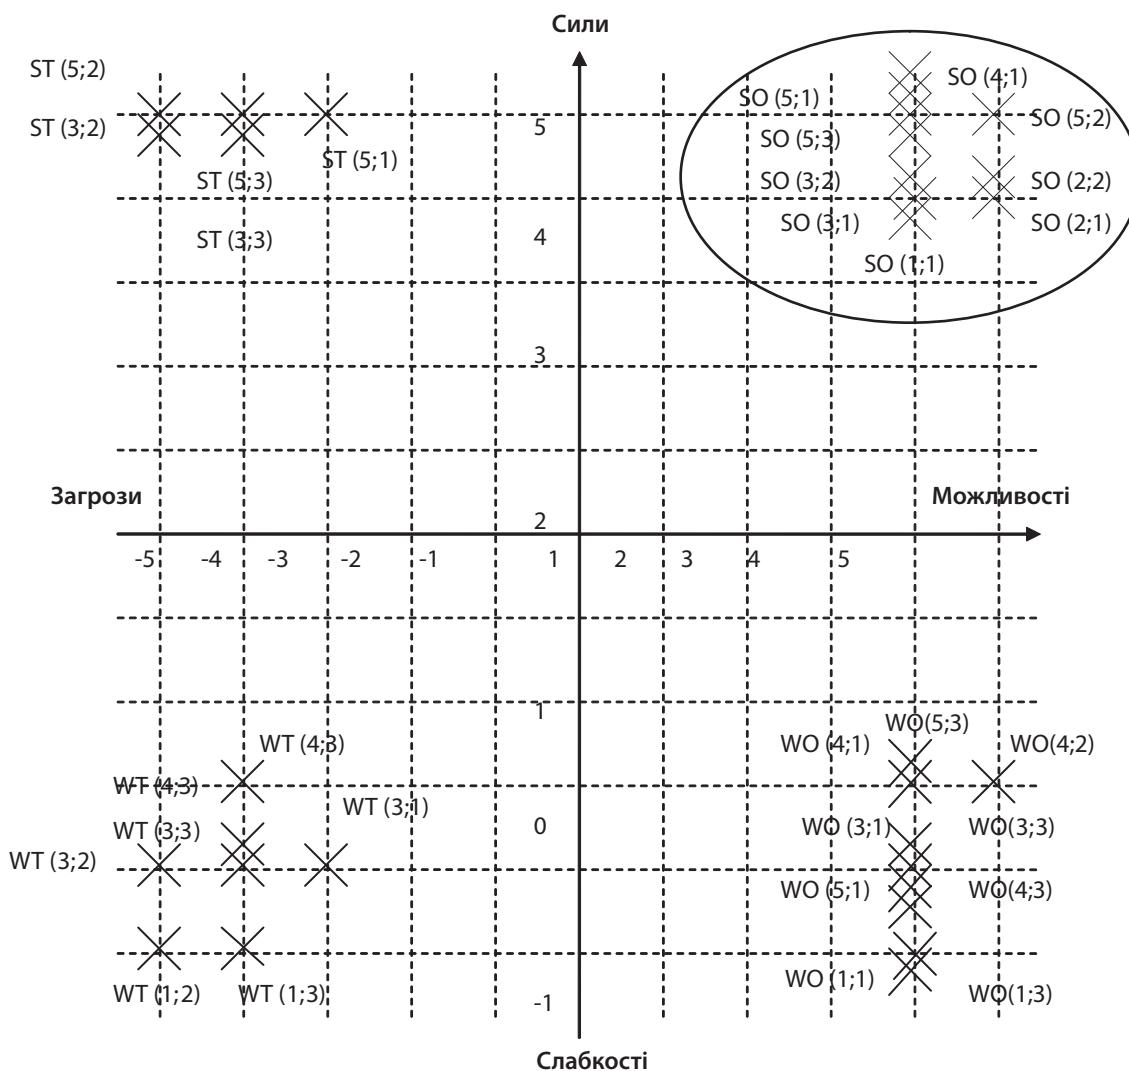 Сили
ST (5;2)
SO (4;1)
SO (5;1)
SO (5;2)
5
ST (3;2)
SO (5;3)
ST (5;1)
ST (5;3)
SO (3;2)
SO (2;2)
SO (3;1)
SO (2;1)
ST (3;3)
4
SO (1;1)
3
Загрози
Можливості
2
-5 -4 -3 -2 -1 1 2 3 4 5
1
WO(5;3)
WT (4;3)
WO (4;1)
WO(4;2)
WT (4;3)
WT (3;1)
WT (3;3)
0
WO (3;1)
WO(3;3)
WT (3;2)
WO (5;1)
WO(4;3)
WO (1;1)
WT (1;2)
WT (1;3)
WO(1;3)
-1
Слабкості